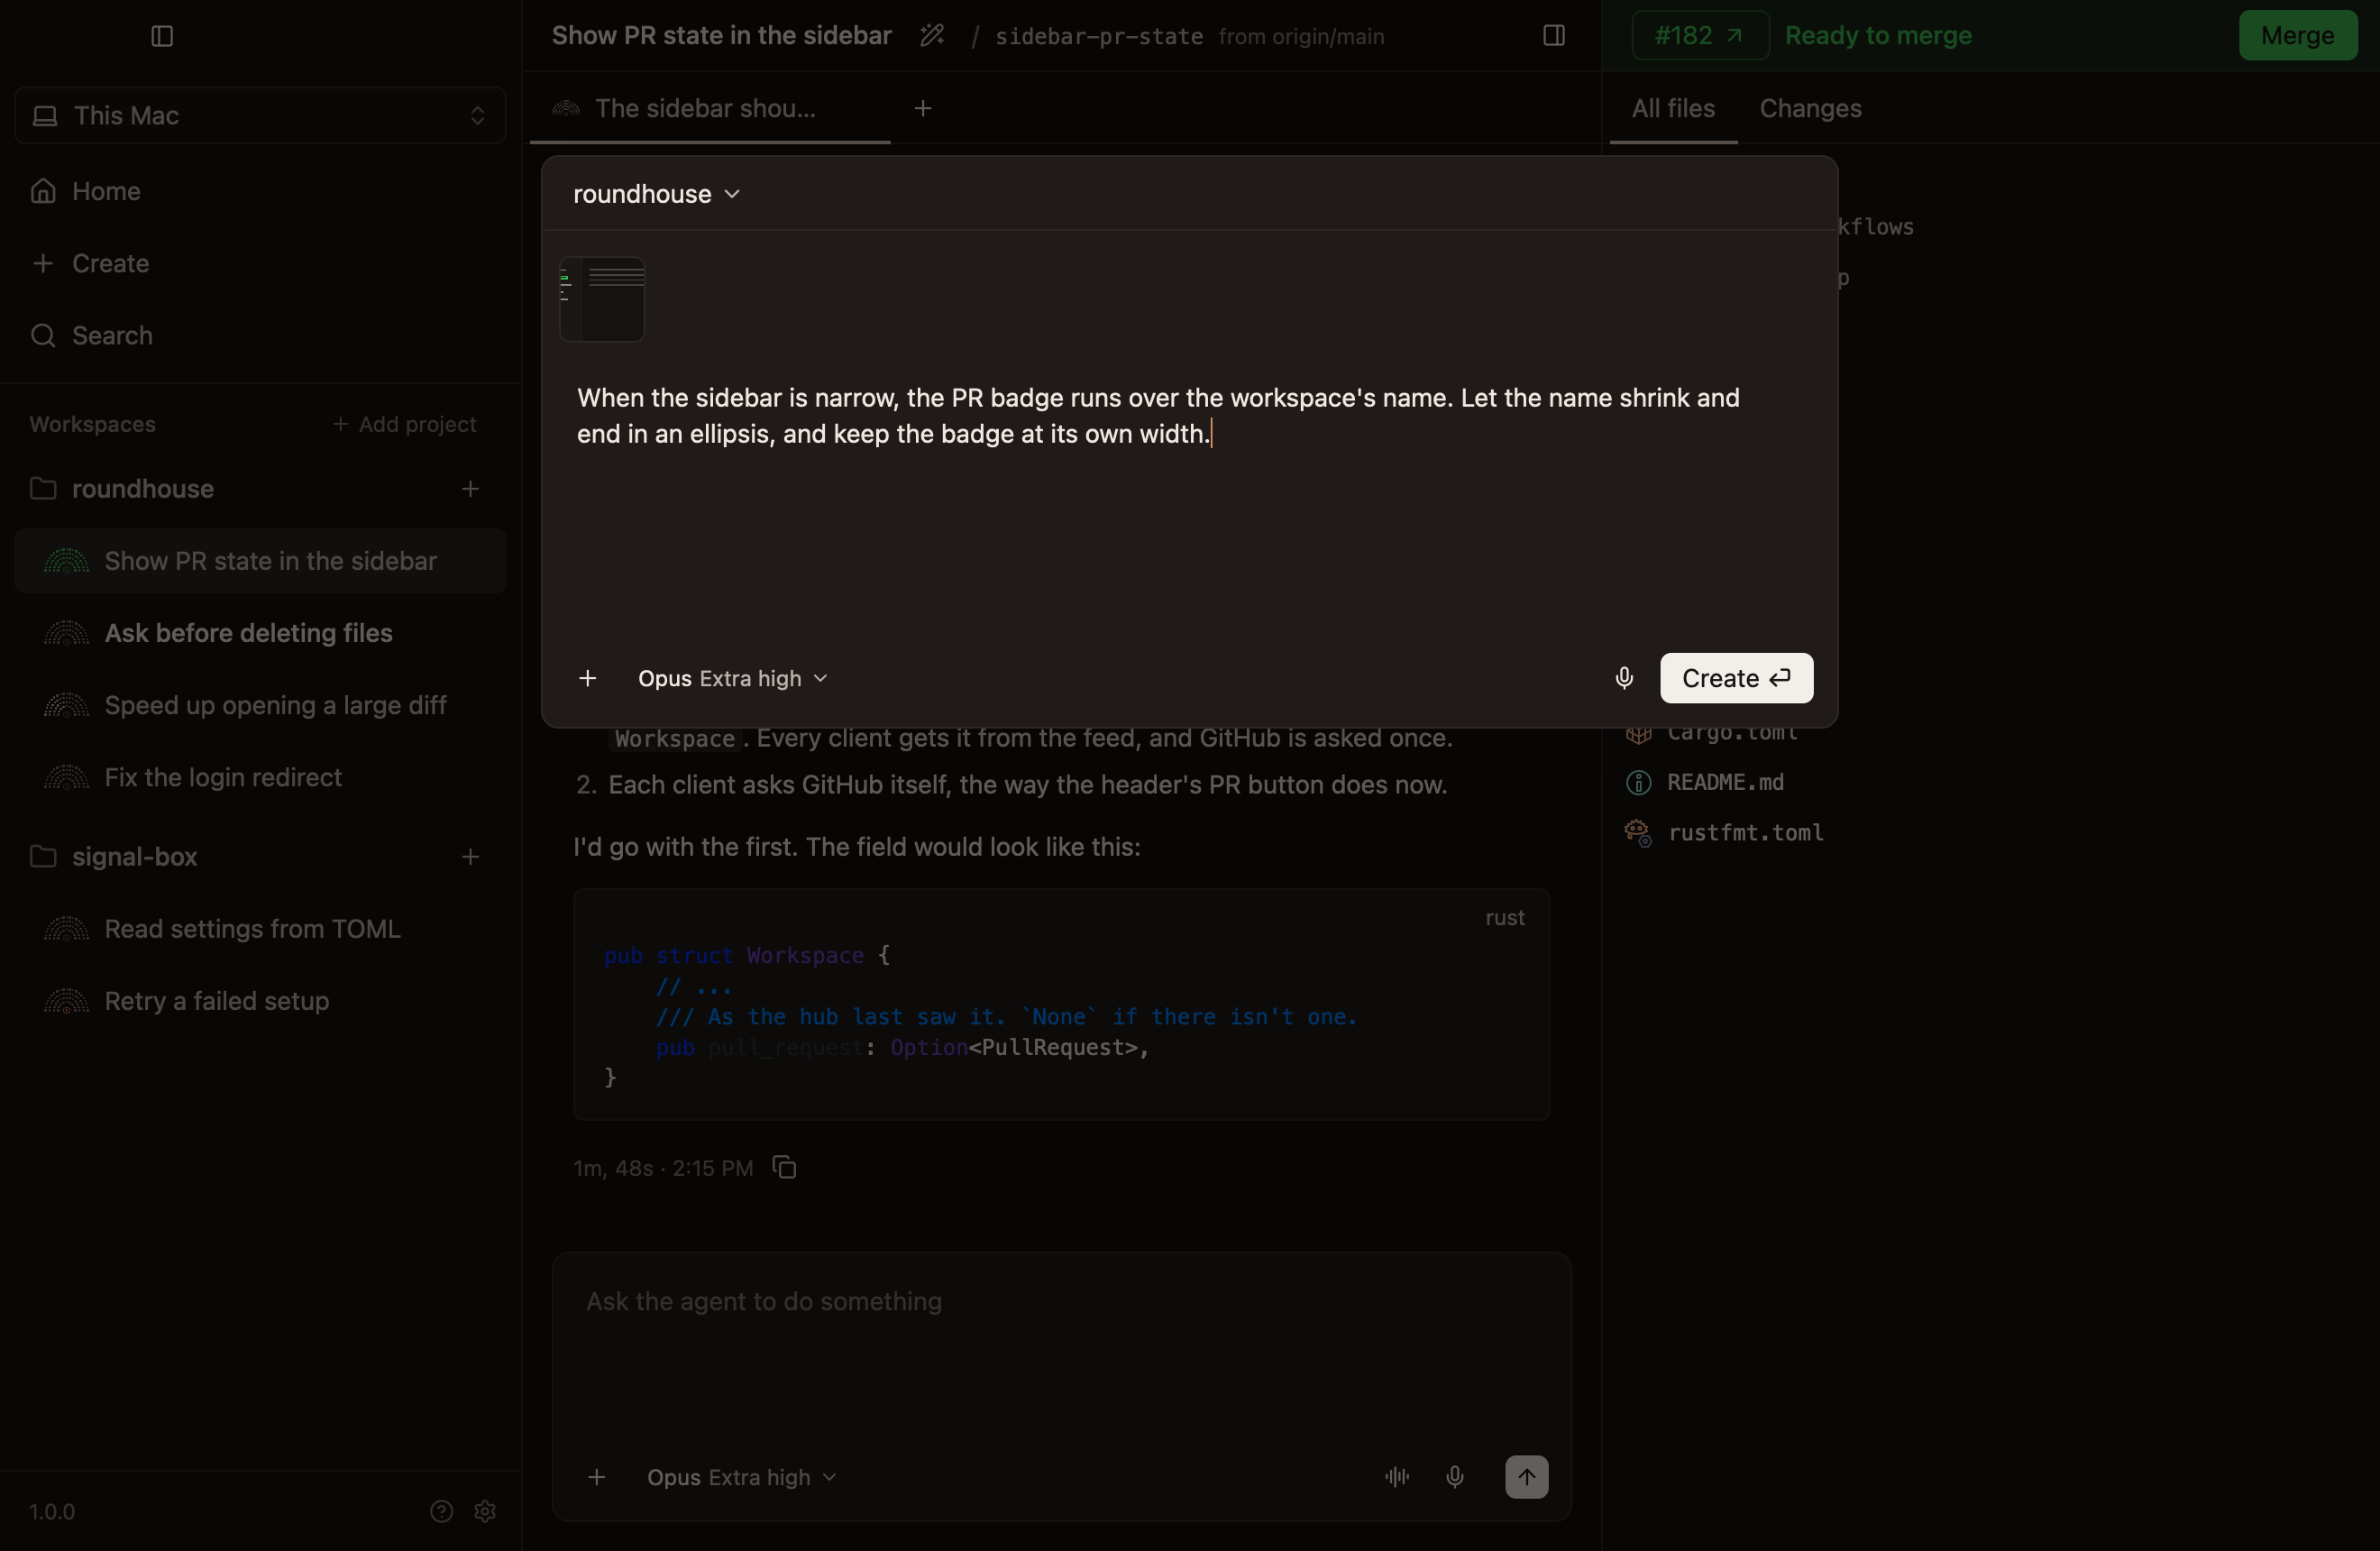 This Mac
Home
Create
Search
Workspaces
Add project
roundhouse
Show PR state in the sidebar
Ask before deleting files
Speed up opening a large diff
Fix the login redirect
signal-box
Read settings from TOML
Retry a failed setup
1.0.0
Show PR state in the sidebar / sidebar-pr-state from origin/main
The sidebar shou...
roundhouse
When the sidebar is narrow, the PR badge runs over the workspace's name. Let the name shrink and
end in an ellipsis, and keep the badge at its own width.
Opus Extra high
Create
Workspace. Every client gets it from the feed, and GitHub is asked once.
2. Each client asks GitHub itself, the way the header's PR button does now.
I'd go with the first. The field would look like this:
rust
pub struct Workspace {
// ...
/// As the hub last saw it. `None` if there isn't one.
pub pull_request: Option<PullRequest>,
}
1m, 48s · 2:15 PM
Ask the agent to do something
Opus Extra high
#182 Ready to merge
Merge
All files Changes
kflows
p
Cargo.toml
README.md
rustfmt.toml